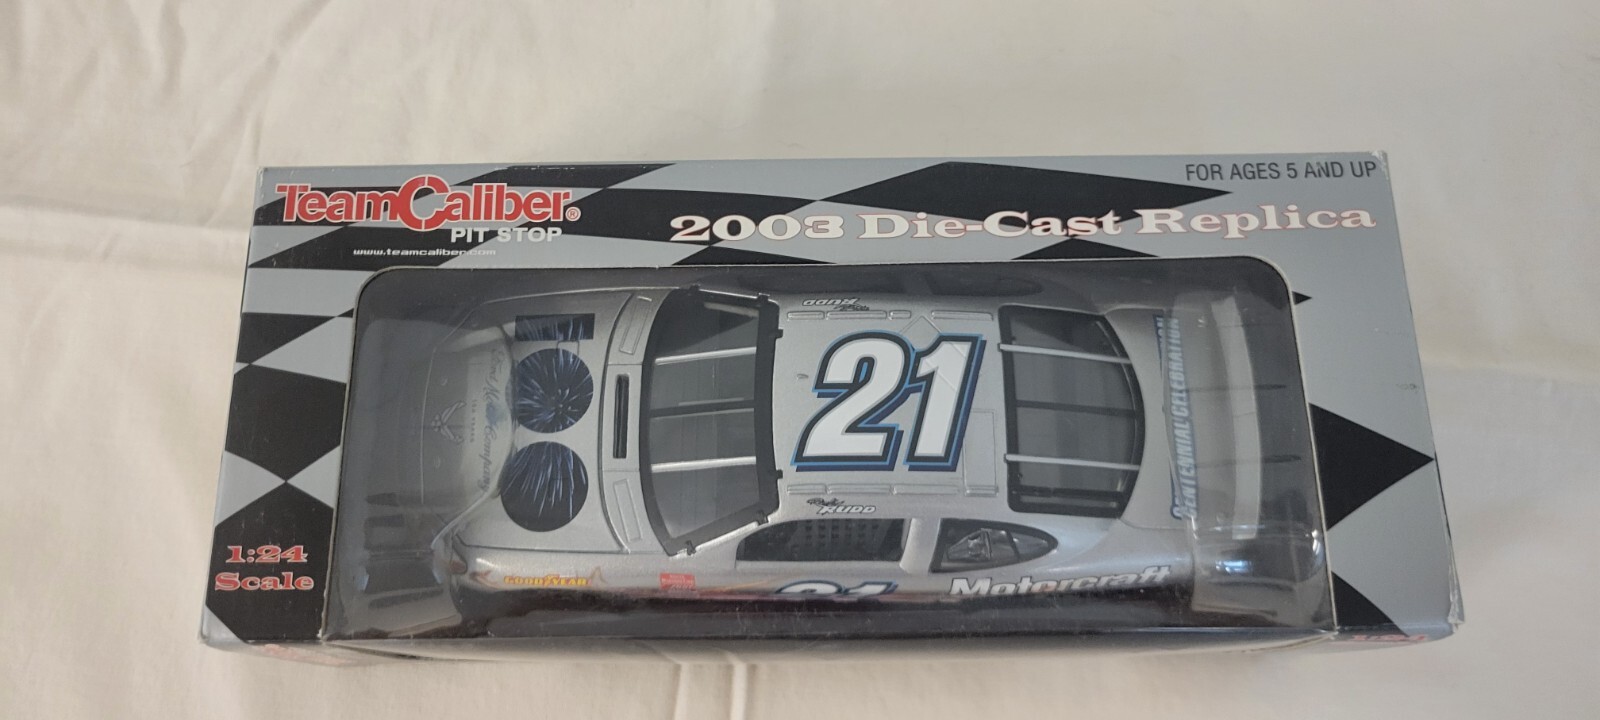 FOR AGES 5 AND UP
TeamCaliber®
PIT STOP
www.teamcaliber.com
2003 Die-Cast Replica
RUDD
21
RUDD
CENTENNIAL CELEBRATION
GOODYEAR
21
Motorcraft
1:24
Scale